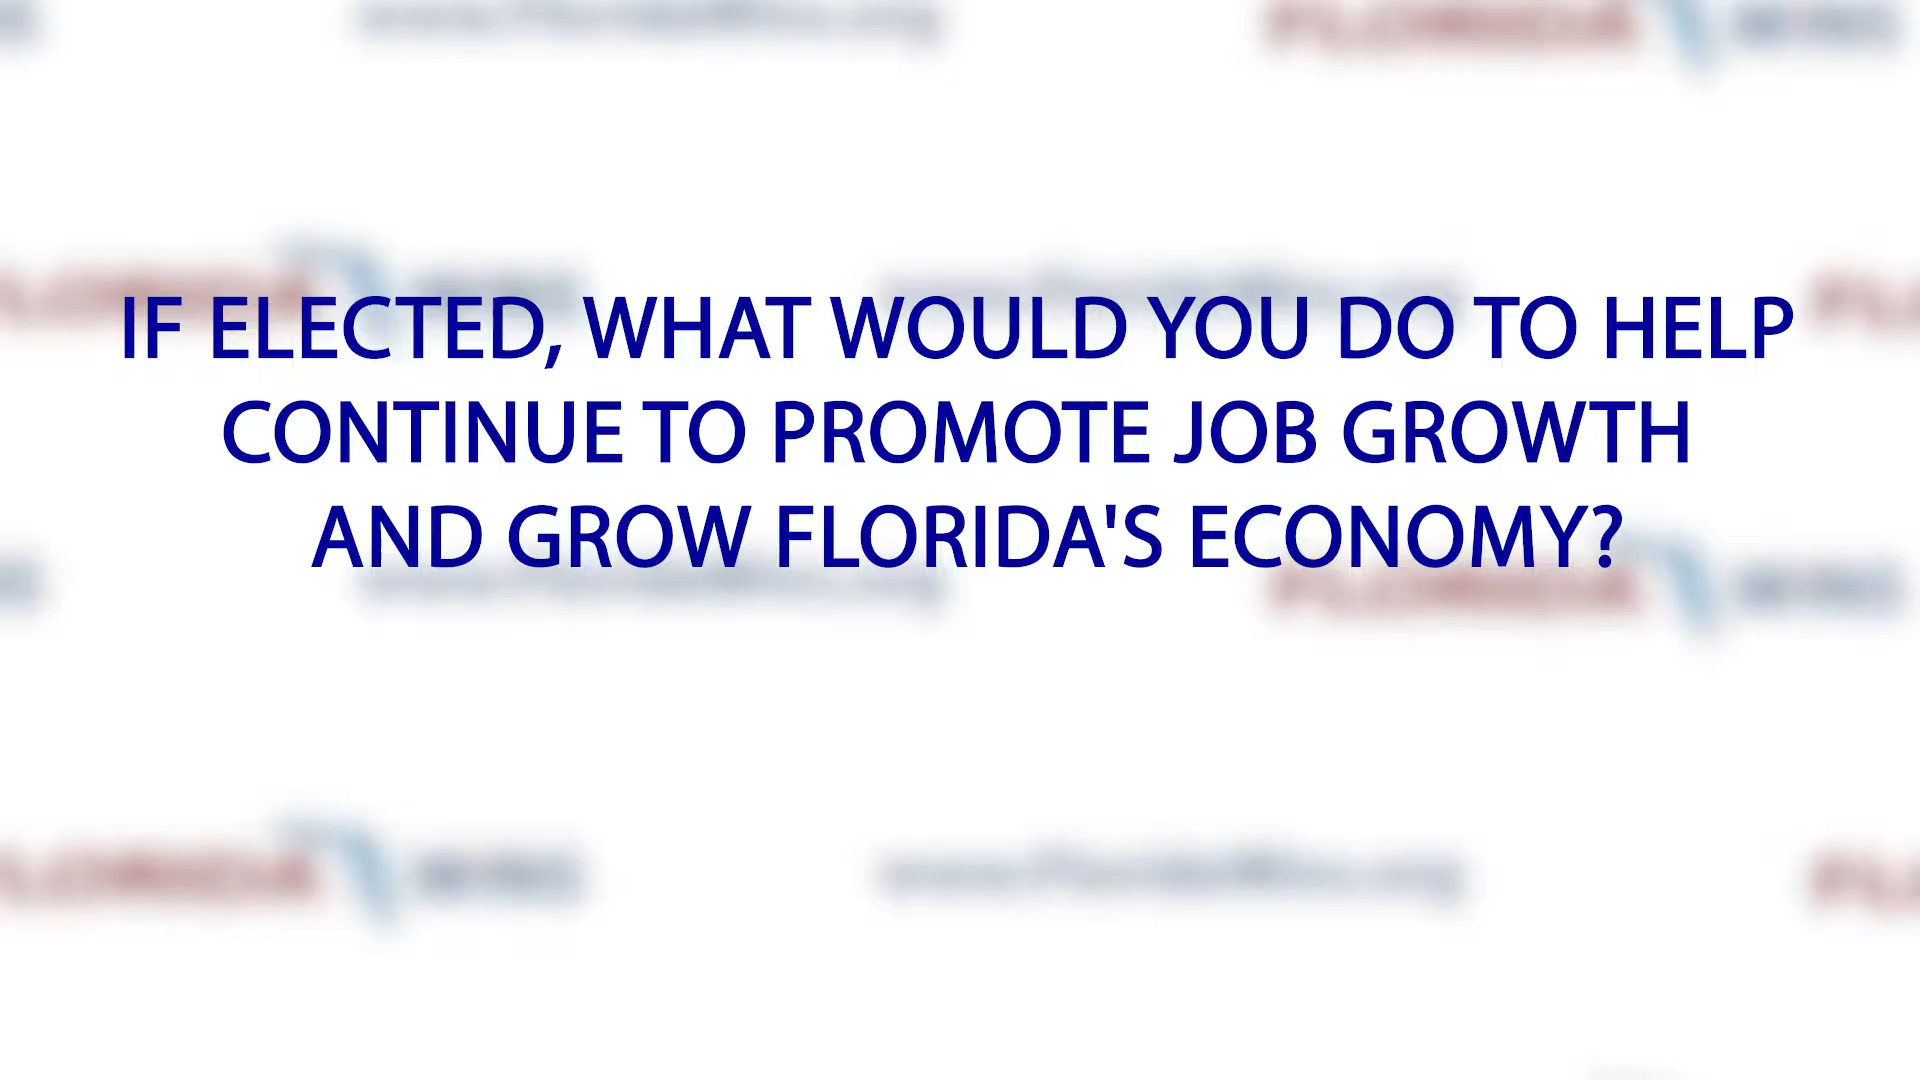 IF ELECTED, WHAT WOULD YOU DO TO HELP
CONTINUE TO PROMOTE JOB GROWTH
AND GROW FLORIDA'S ECONOMY?